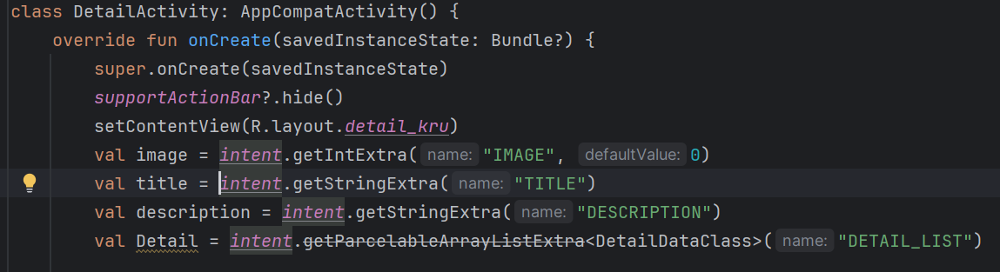 class DetailActivity: AppCompatActivity() {
override fun onCreate(savedInstanceState: Bundle?) {
super.onCreate(savedInstanceState)
supportActionBar?.hide()
setContentView(R.layout.detail_kru)
val image = intent.getIntExtra( name: "IMAGE", defaultValue: 0)
val title = intent.getStringExtra( name: "TITLE")
val description = intent.getStringExtra( name: "DESCRIPTION")
val Detail = intent.getParcelableArrayListExtra<DetailDataClass>( name: "DETAIL_LIST")